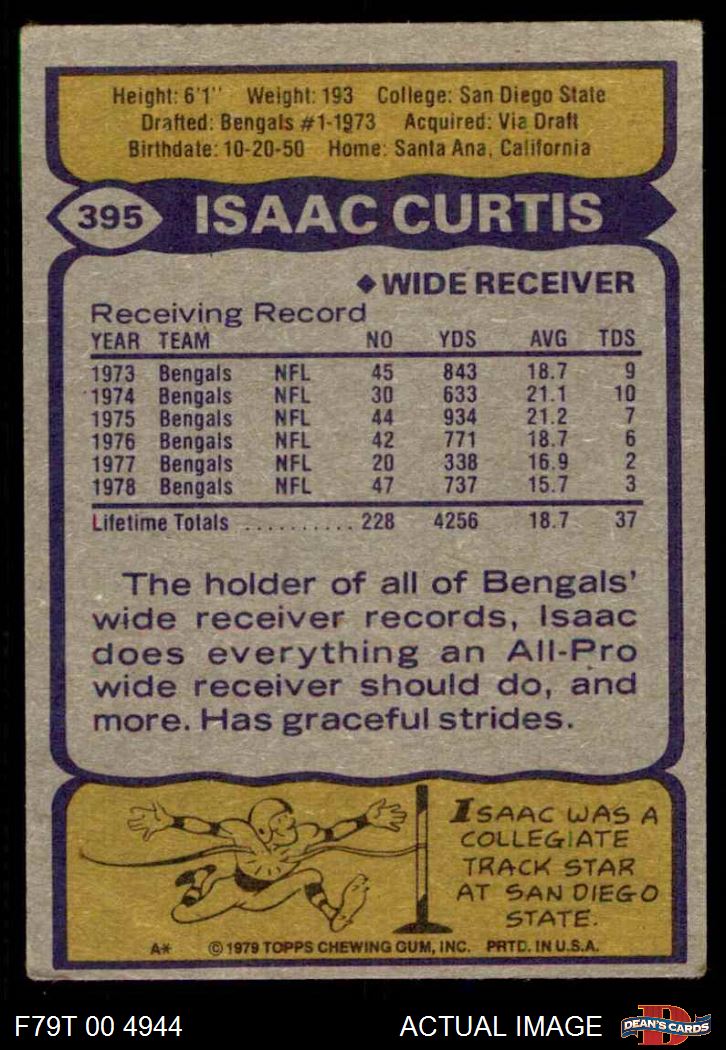 Height: 6'1" Weight: 193 College: San Diego State
Drafted: Bengals #1-1973 Acquired: Via Draft
Birthdate: 10-20-50 Home: Santa Ana, California
395 ISAAC CURTIS
◆WIDE RECEIVER
Receiving Record
YEAR TEAM NO YDS AVG TDS
1973 Bengals NFL 45 843 18.7 9
1974 Bengals NFL 30 633 21.1 10
1975 Bengals NFL 44 934 21.2 7
1976 Bengals NFL 42 771 18.7 6
1977 Bengals NFL 20 338 16.9 2
1978 Bengals NFL 47 737 15.7 3
Lifetime Totals .......... 228 4256 18.7 37
The holder of all of Bengals'
wide receiver records, Isaac
does everything an All-Pro
wide receiver should do, and
more. Has graceful strides.
ISAAC WAS A
COLLEGIATE
TRACK STAR
AT SAN DIEGO
STATE.
A* © 1979 TOPPS CHEWING GUM, INC. PRTD. IN U.S.A.
F79T 00 4944 ACTUAL IMAGE D DEAN'S CARDS